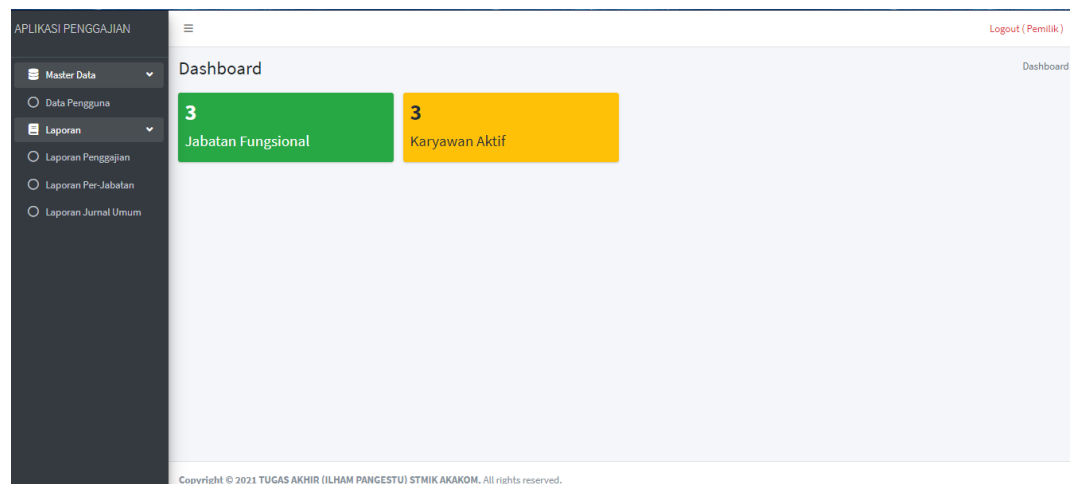 APLIKASI PENGGAJIAN
Logout ( Pemilik )
Master Data
Data Pengguna
Laporan
Laporan Penggajian
Laporan Per-Jabatan
Laporan Jurnal Umum
Dashboard
Dashboard
3
Jabatan Fungsional
3
Karyawan Aktif
Copyright © 2021 TUGAS AKHIR (ILHAM PANGESTU) STMIK AKAKOM. All rights reserved.